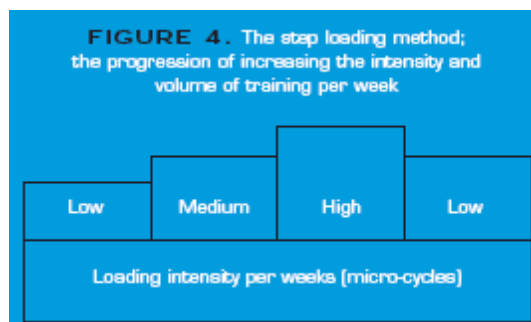 FIGURE 4. The step loading method;
the progression of increasing the intensity and
volume of training per week
Low Medium High Low
Loading intensity per weeks (micro-cycles)